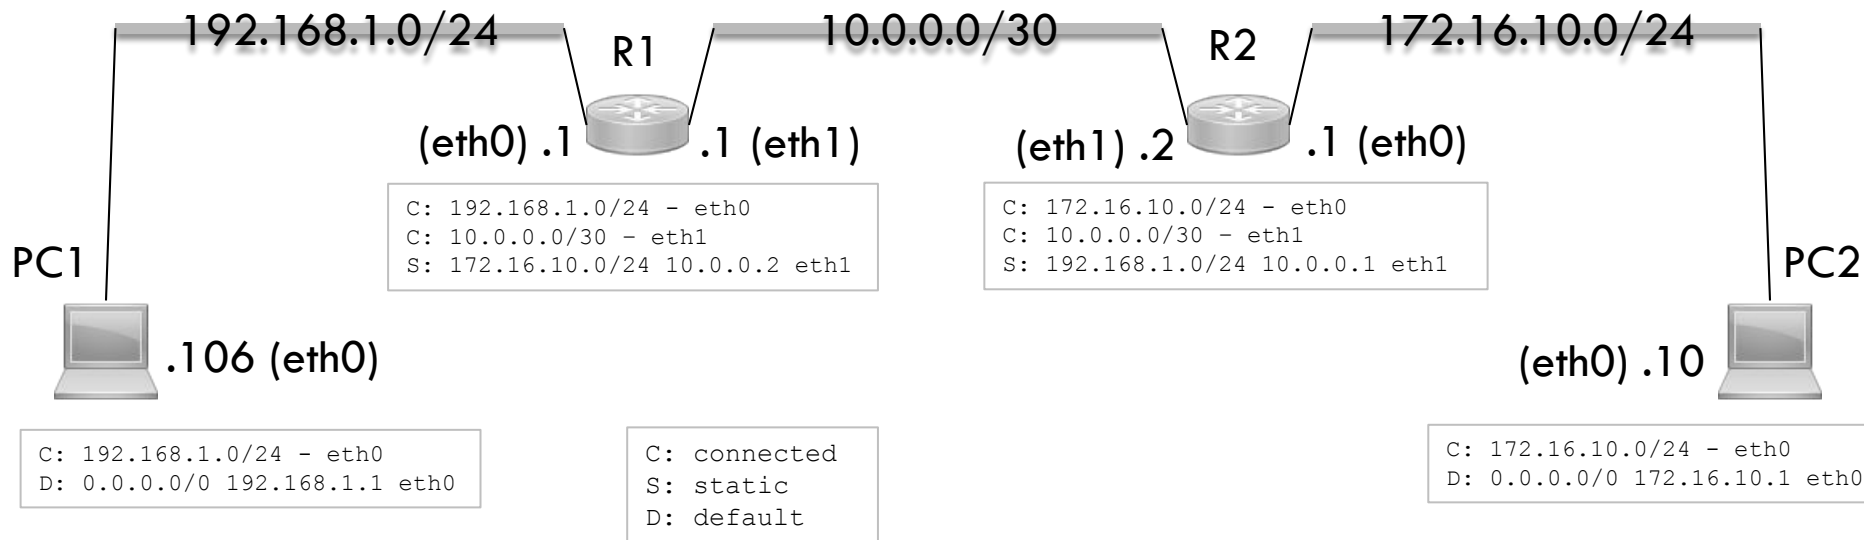 192.168.1.0/24
10.0.0.0/30
172.16.10.0/24
R1
R2
(eth0) .1
.1 (eth1)
(eth1) .2
.1 (eth0)
C: 192.168.1.0/24 - eth0
C: 10.0.0.0/30 – eth1
S: 172.16.10.0/24 10.0.0.2 eth1
C: 172.16.10.0/24 - eth0
C: 10.0.0.0/30 – eth1
S: 192.168.1.0/24 10.0.0.1 eth1
PC1
PC2
.106 (eth0)
(eth0) .10
C: 192.168.1.0/24 - eth0
D: 0.0.0.0/0 192.168.1.1 eth0
C: connected
S: static
D: default
C: 172.16.10.0/24 - eth0
D: 0.0.0.0/0 172.16.10.1 eth0